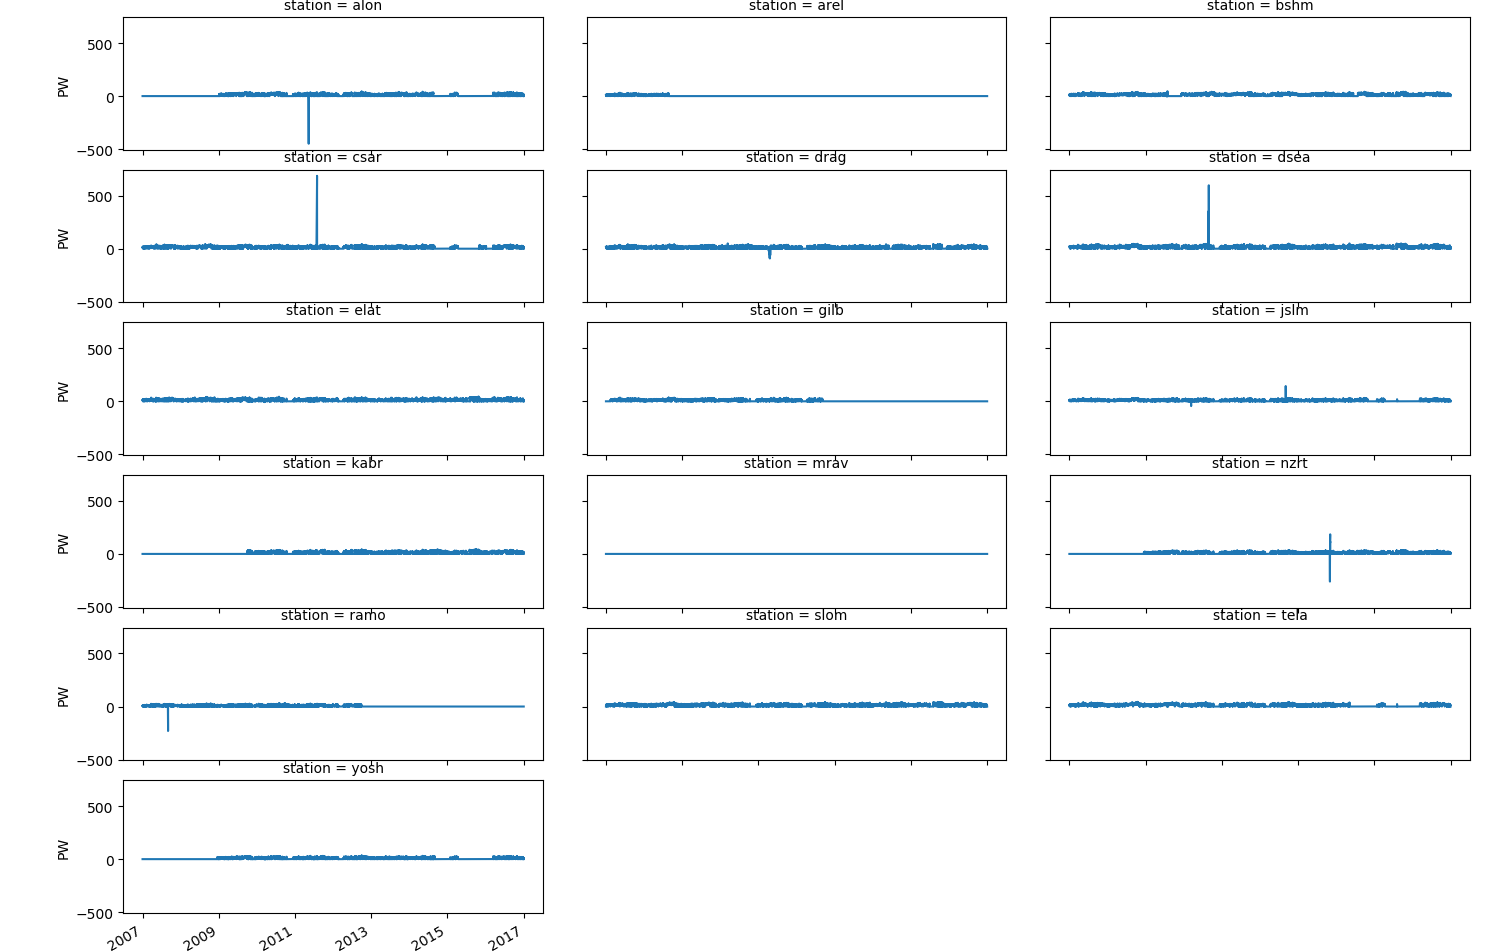 station = alon
station = arel
station = bshm
500
0
−500
PW
station = csar
station = drag
station = dsea
500
0
−500
PW
station = elat
station = gilb
station = jslm
500
0
−500
PW
station = kabr
station = mrav
station = nzrt
500
0
−500
PW
station = ramo
station = slom
station = tela
500
0
−500
PW
station = yosh
500
0
−500
PW
2007
2009
2011
2013
2015
2017